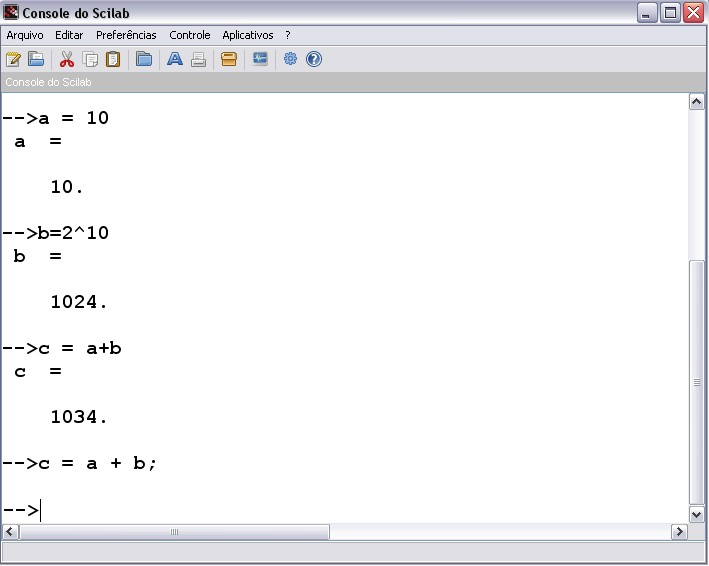 Console do Scilab
Arquivo Editar Preferências Controle Aplicativos ?
Console do Scilab
-->a = 10
a =
10.
-->b=2^10
b =
1024.
-->c = a+b
c =
1034.
-->c = a + b;
-->